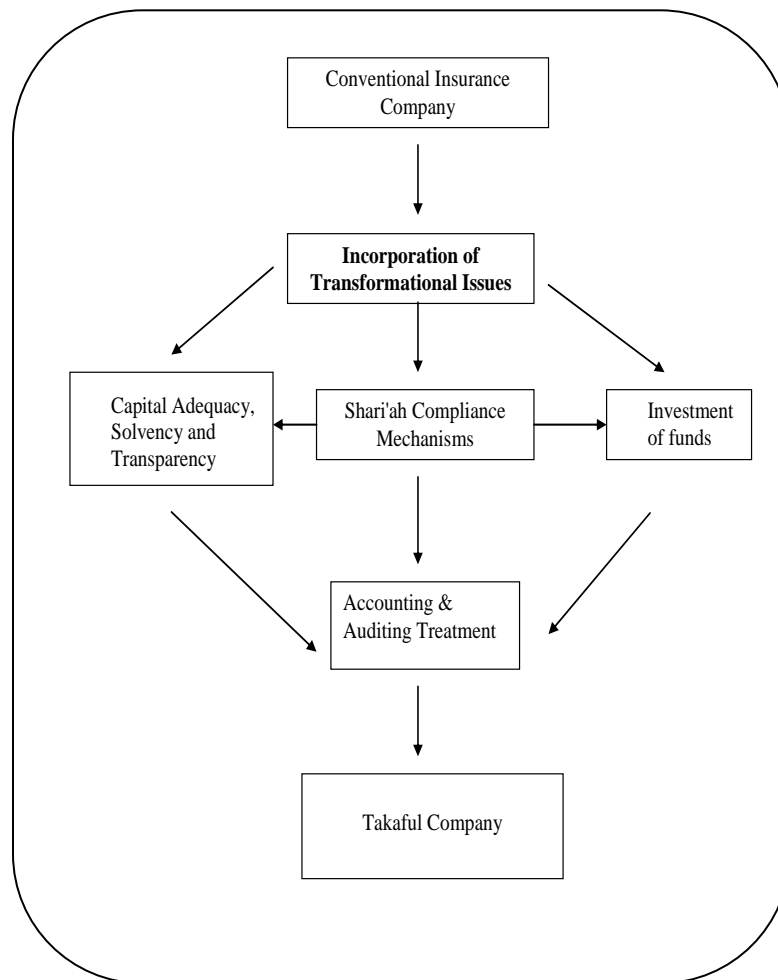 Conventional Insurance
Company
Incorporation of
Transformational Issues
Capital Adequacy,
Solvency and
Transparency
Shari'ah Compliance
Mechanisms
Investment
of funds
Accounting &
Auditing Treatment
Takaful Company